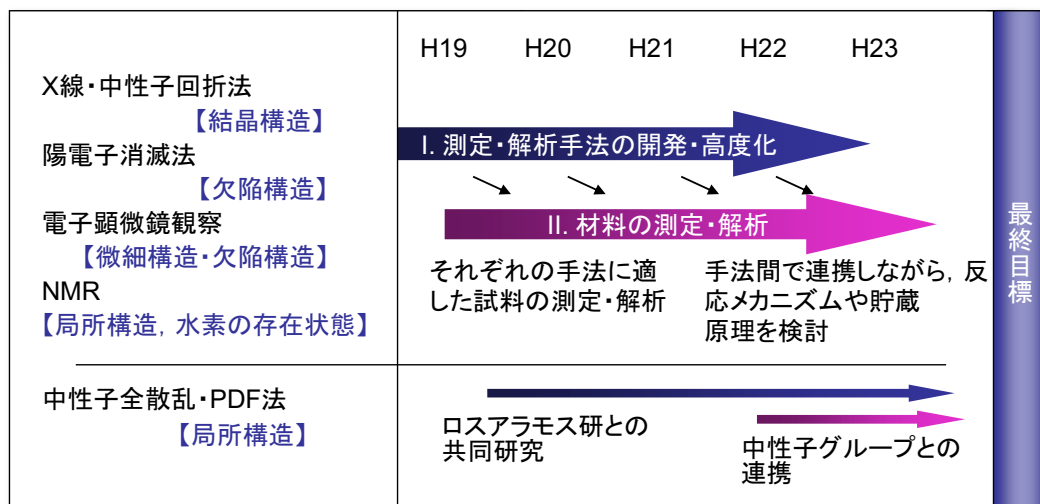 H19 H20 H21 H22 H23
X線・中性子回折法
【結晶構造】
陽電子消滅法
【欠陥構造】
電子顕微鏡観察
【微細構造・欠陥構造】
NMR
【局所構造，水素の存在状態】
I. 測定・解析手法の開発・高度化
II. 材料の測定・解析
それぞれの手法に適
した試料の測定・解析
手法間で連携しながら，反
応メカニズムや貯蔵
原理を検討
中性子全散乱・PDF法
【局所構造】
ロスアラモス研との
共同研究
中性子グループとの
連携
最終目標